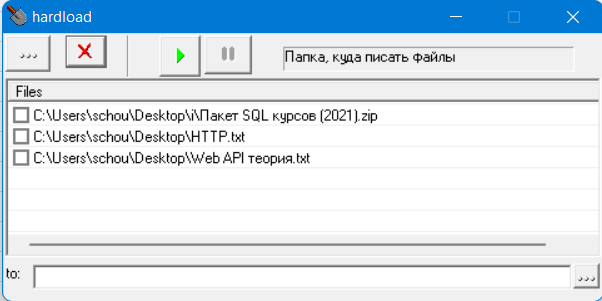 hardload
...
Папка, куда писать файлы
Files
C:\Users\schou\Desktop\i\Пакет SQL курсов (2021).zip
C:\Users\schou\Desktop\HTTP.txt
C:\Users\schou\Desktop\Web API теория.txt
to:
...